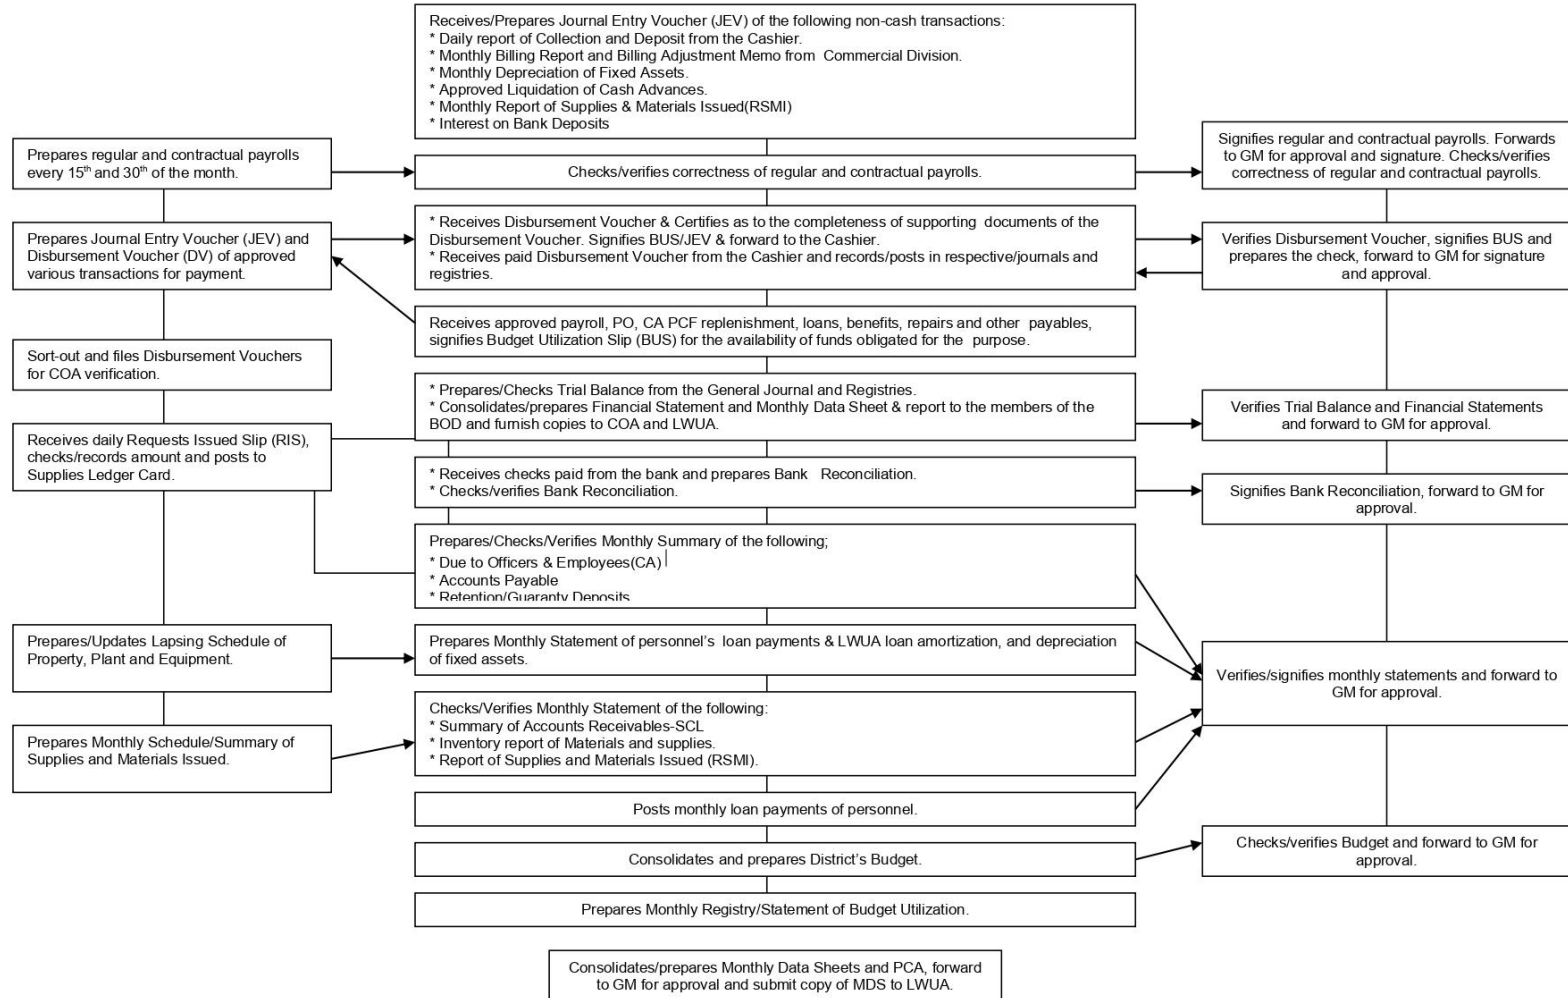 Receives/Prepares Journal Entry Voucher (JEV) of the following non-cash transactions:
* Daily report of Collection and Deposit from the Cashier.
* Monthly Billing Report and Billing Adjustment Memo from Commercial Division.
* Monthly Depreciation of Fixed Assets.
* Approved Liquidation of Cash Advances.
* Monthly Report of Supplies & Materials Issued(RSMI)
* Interest on Bank Deposits
Prepares regular and contractual payrolls
every 15th and 30th of the month.
Checks/verifies correctness of regular and contractual payrolls.
Signifies regular and contractual payrolls. Forwards
to GM for approval and signature. Checks/verifies
correctness of regular and contractual payrolls.
Prepares Journal Entry Voucher (JEV) and
Disbursement Voucher (DV) of approved
various transactions for payment.
* Receives Disbursement Voucher & Certifies as to the completeness of supporting documents of the
Disbursement Voucher. Signifies BUS/JEV & forward to the Cashier.
* Receives paid Disbursement Voucher from the Cashier and records/posts in respective/journals and
registries.
Verifies Disbursement Voucher, signifies BUS and
prepares the check, forward to GM for signature
and approval.
Receives approved payroll, PO, CA PCF replenishment, loans, benefits, repairs and other payables,
signifies Budget Utilization Slip (BUS) for the availability of funds obligated for the purpose.
Sort-out and files Disbursement Vouchers
for COA verification.
* Prepares/Checks Trial Balance from the General Journal and Registries.
* Consolidates/prepares Financial Statement and Monthly Data Sheet & report to the members of the
BOD and furnish copies to COA and LWUA.
Verifies Trial Balance and Financial Statements
and forward to GM for approval.
Receives daily Requests Issued Slip (RIS),
checks/records amount and posts to
Supplies Ledger Card.
* Receives checks paid from the bank and prepares Bank Reconciliation.
* Checks/verifies Bank Reconciliation.
Signifies Bank Reconciliation, forward to GM for
approval.
Prepares/Checks/Verifies Monthly Summary of the following;
* Due to Officers & Employees(CA)
* Accounts Payable
* Retention/Guaranty Deposits
Prepares/Updates Lapsing Schedule of
Property, Plant and Equipment.
Prepares Monthly Statement of personnel's loan payments & LWUA loan amortization, and depreciation
of fixed assets.
Verifies/signifies monthly statements and forward to
GM for approval.
Prepares Monthly Schedule/Summary of
Supplies and Materials Issued.
Checks/Verifies Monthly Statement of the following:
* Summary of Accounts Receivables-SCL
* Inventory report of Materials and supplies.
* Report of Supplies and Materials Issued (RSMI).
Posts monthly loan payments of personnel.
Consolidates and prepares District's Budget.
Checks/verifies Budget and forward to GM for
approval.
Prepares Monthly Registry/Statement of Budget Utilization.
Consolidates/prepares Monthly Data Sheets and PCA, forward
to GM for approval and submit copy of MDS to LWUA.